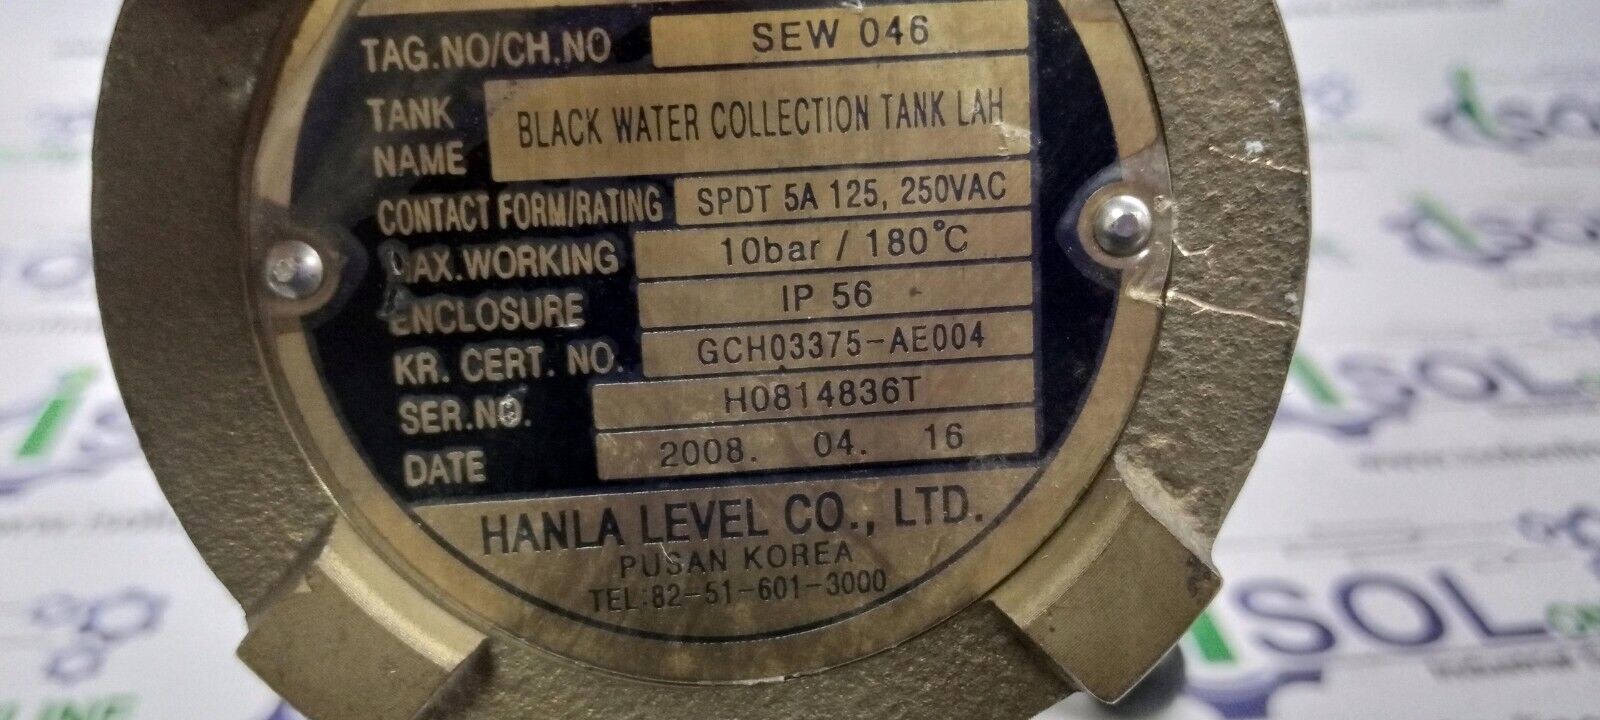 TAG.NO/CH.NO SEW 046
TANK NAME BLACK WATER COLLECTION TANK LAH
CONTACT FORM/RATING SPDT 5A 125, 250VAC
MAX.WORKING 10bar / 180°C
ENCLOSURE IP 56
KR. CERT. NO. GCH03375-AE004
SER.NO. H0814836T
DATE 2008. 04. 16
HANLA LEVEL CO., LTD.
PUSAN KOREA
TEL:82-51-601-3000
SOL